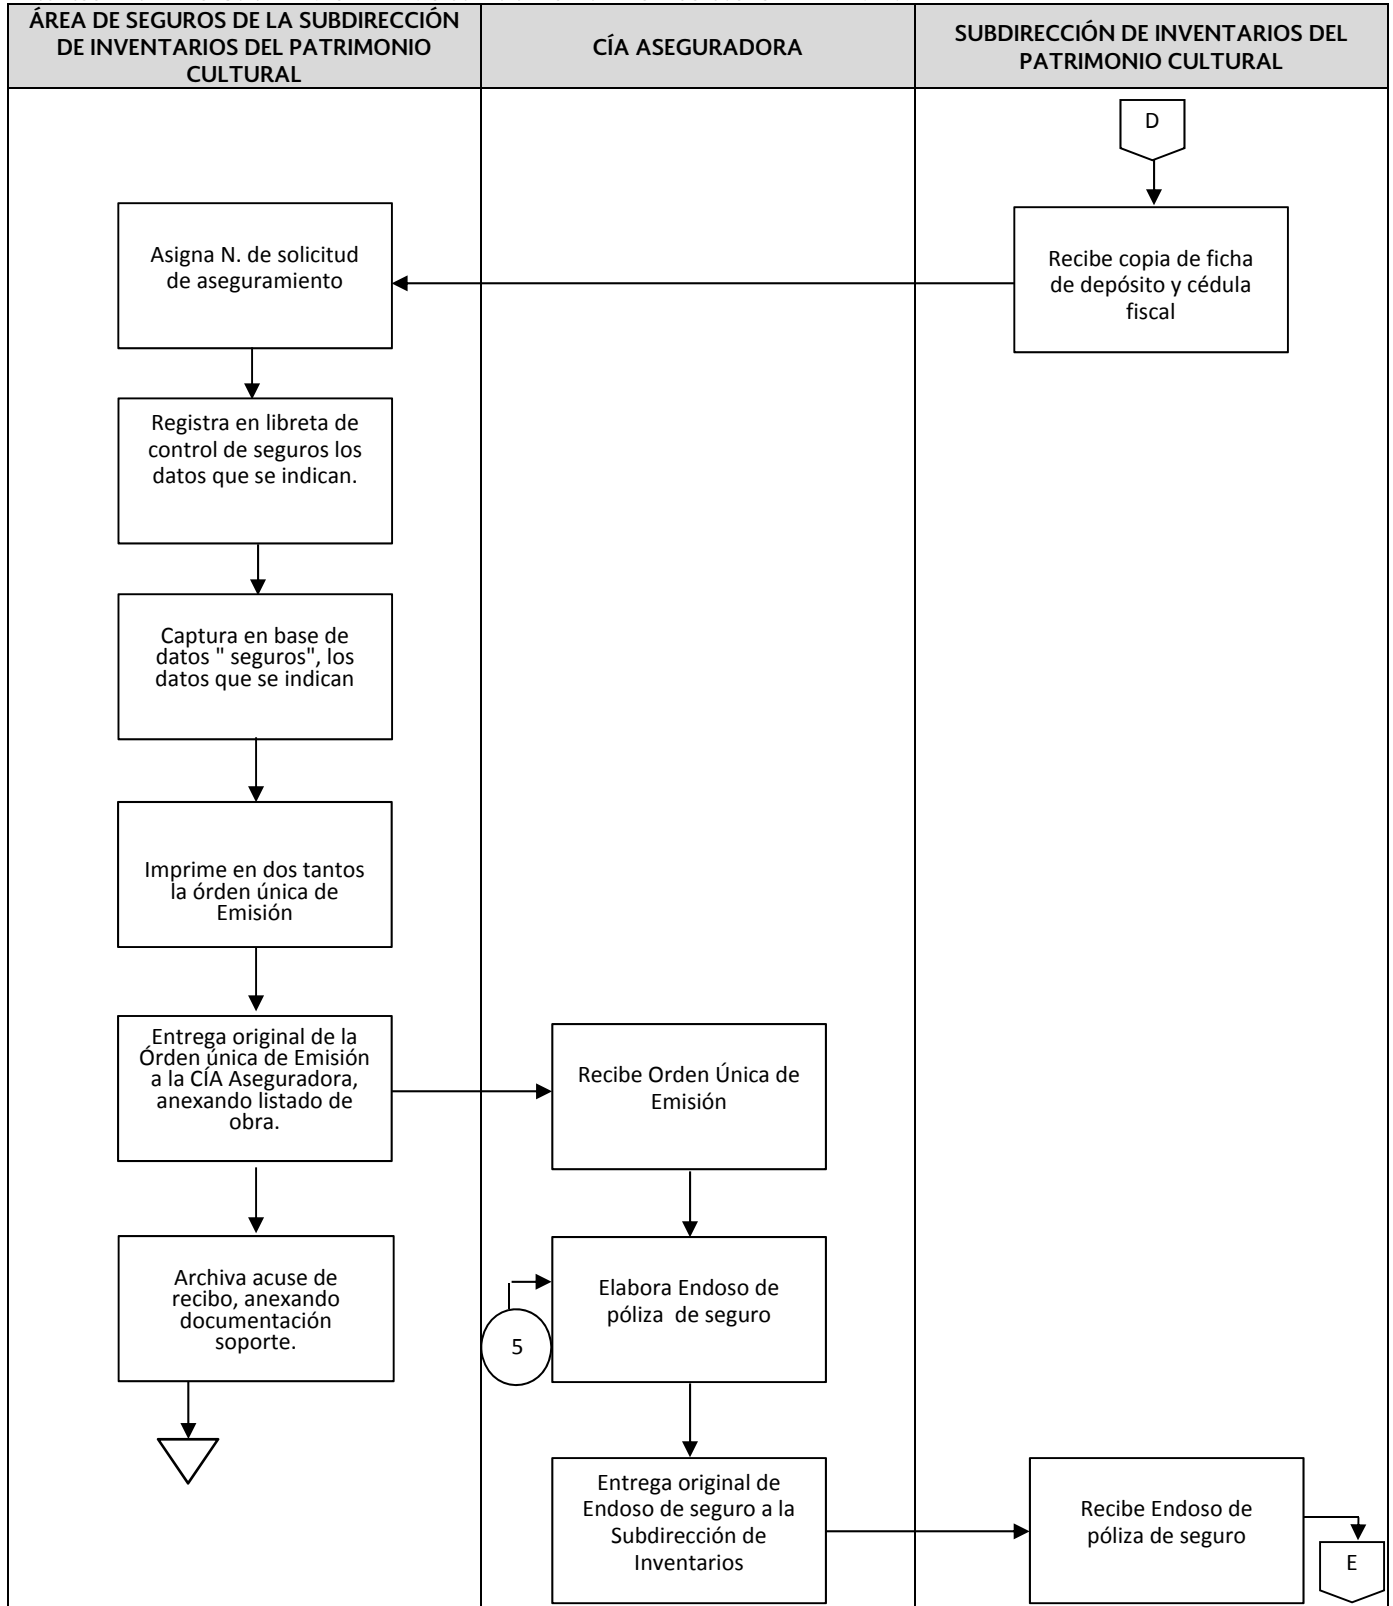 ÁREA DE SEGUROS DE LA SUBDIRECCIÓN
DE INVENTARIOS DEL PATRIMONIO
CULTURAL
CÍA ASEGURADORA
SUBDIRECCIÓN DE INVENTARIOS DEL
PATRIMONIO CULTURAL
D
Recibe copia de ficha
de depósito y cédula
fiscal
Asigna N. de solicitud
de aseguramiento
Registra en libreta de
control de seguros los
datos que se indican.
Captura en base de
datos " seguros", los
datos que se indican
Imprime en dos tantos
la órden única de
Emisión
Entrega original de la
Órden única de Emisión
a la CÍA Aseguradora,
anexando listado de
obra.
Recibe Orden Única de
Emisión
Archiva acuse de
recibo, anexando
documentación
soporte.
Elabora Endoso de
póliza  de seguro
5
Entrega original de
Endoso de seguro a la
Subdirección de
Inventarios
Recibe Endoso de
póliza de seguro
E